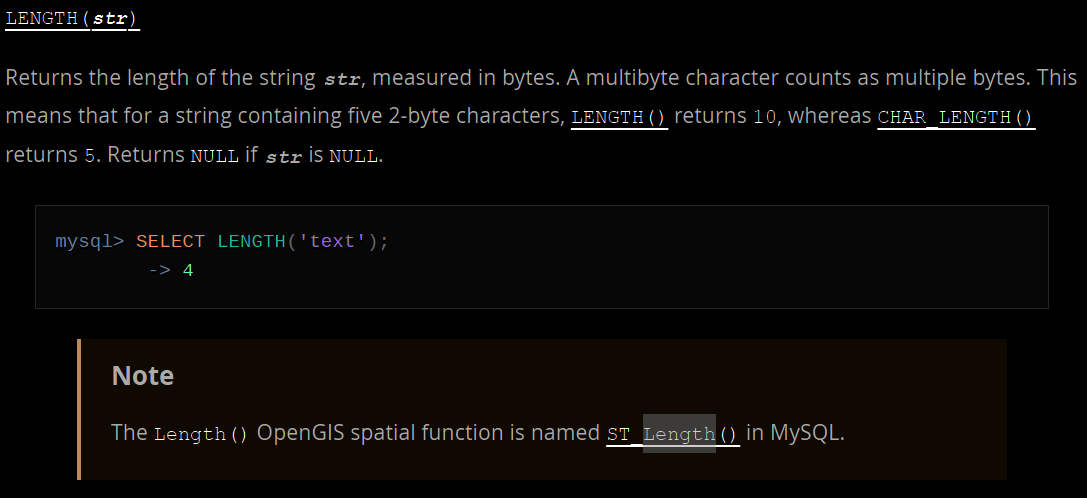 LENGTH(str)
Returns the length of the string str, measured in bytes. A multibyte character counts as multiple bytes. This
means that for a string containing five 2-byte characters, LENGTH() returns 10, whereas CHAR_LENGTH()
returns 5. Returns NULL if str is NULL.
mysql> SELECT LENGTH('text');
-> 4
Note
The Length() OpenGIS spatial function is named ST_Length() in MySQL.